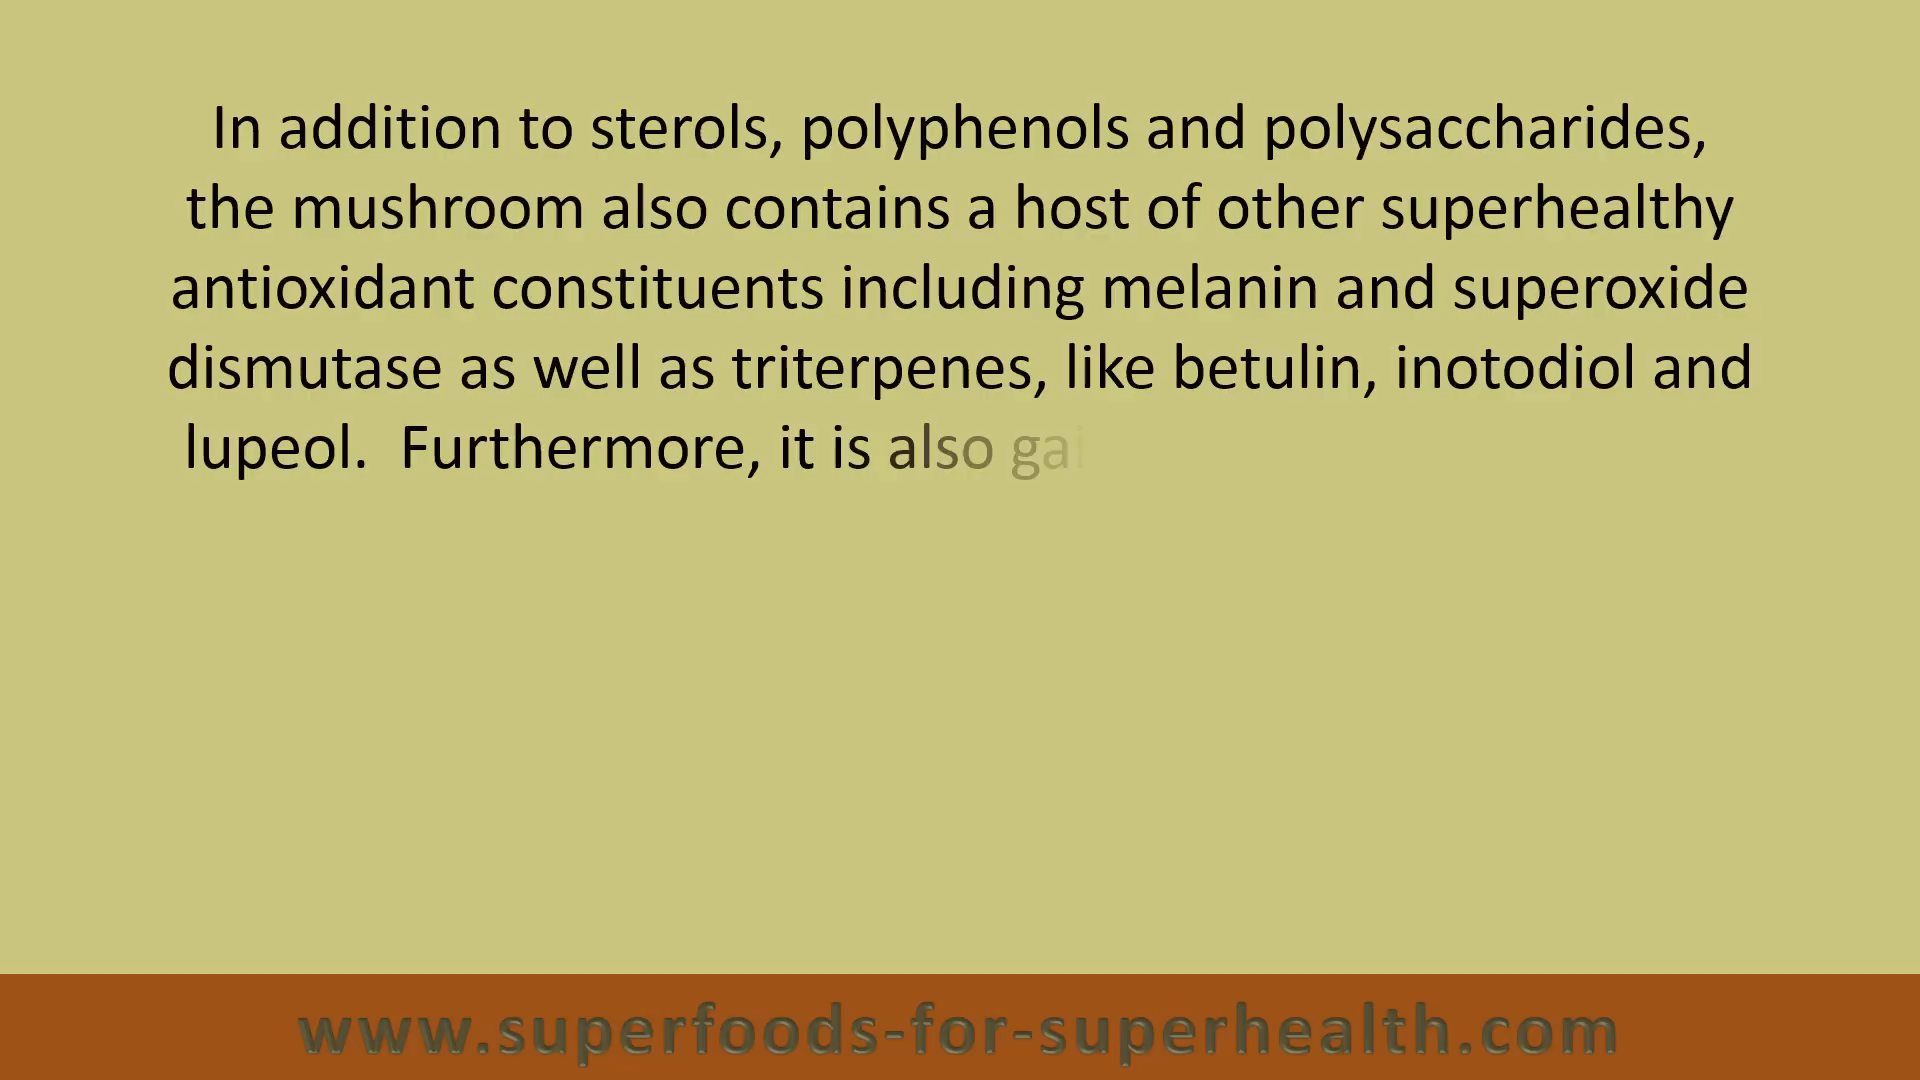 In addition to sterols, polyphenols and polysaccharides,
the mushroom also contains a host of other superhealthy
antioxidant constituents including melanin and superoxide
dismutase as well as triterpenes, like betulin, inotodiol and
lupeol.  Furthermore, it is also
www.superfoods-for-superhealth.com